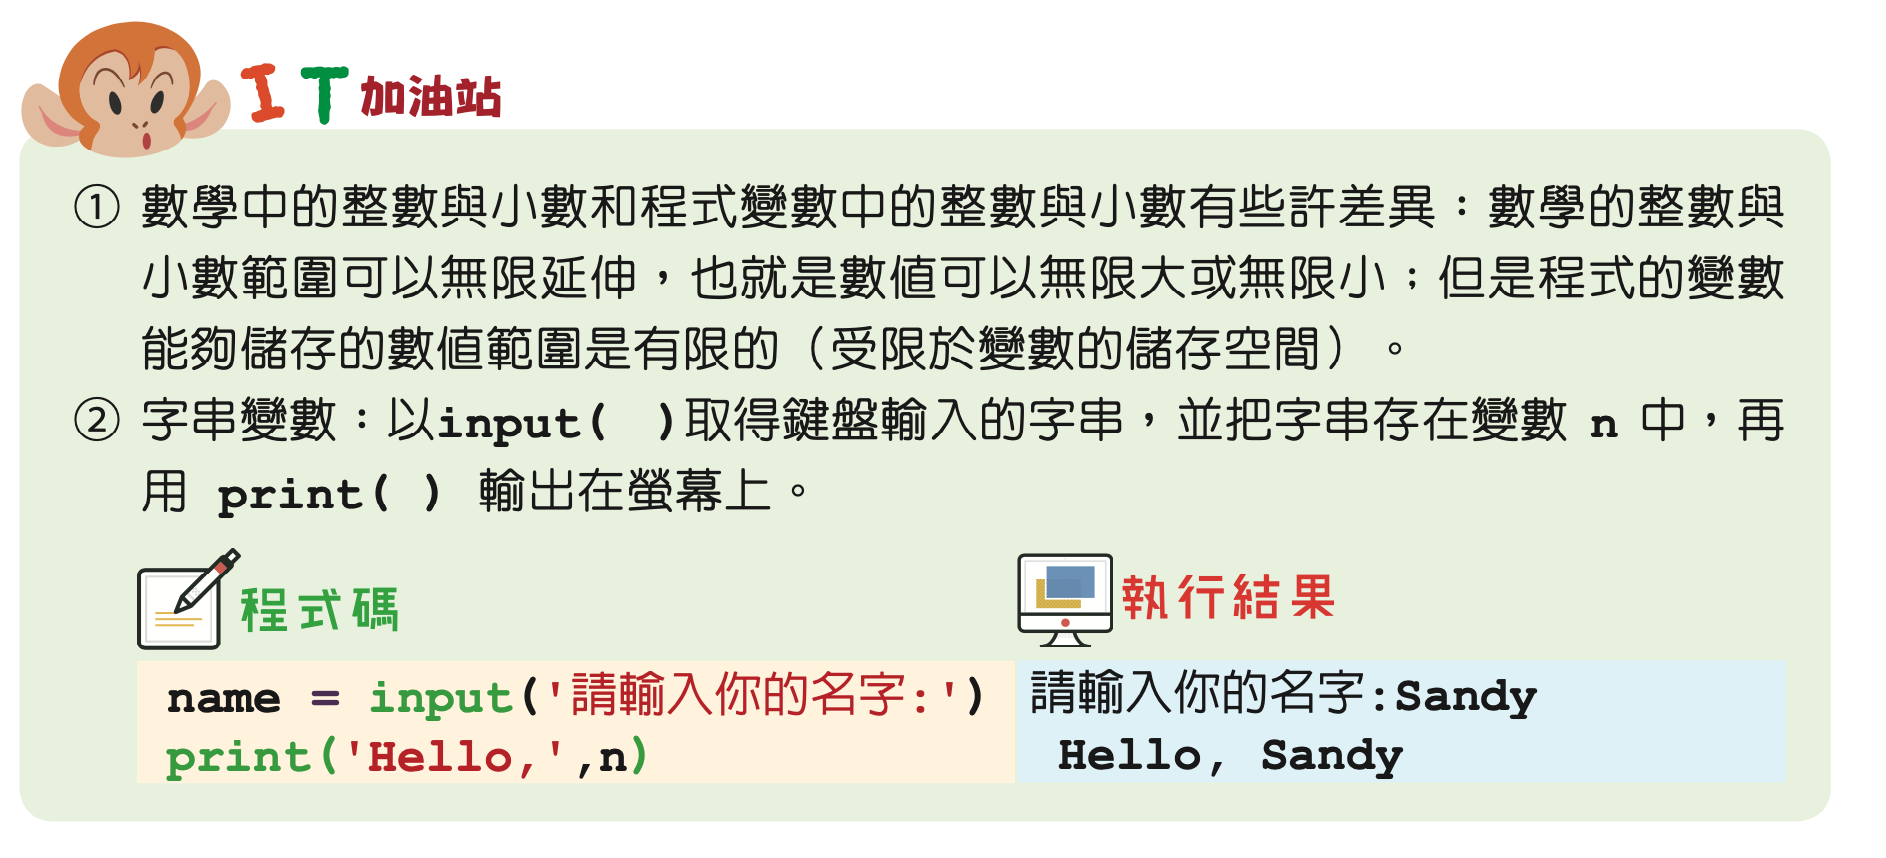 IT加油站
① 數學中的整數與小數和程式變數中的整數與小數有些許差異：數學的整數與
小數範圍可以無限延伸，也就是數值可以無限大或無限小；但是程式的變數
能夠儲存的數值範圍是有限的（受限於變數的儲存空間）。
② 字串變數：以input( )取得鍵盤輸入的字串，並把字串存在變數 n 中，再
用 print( ) 輸出在螢幕上。
程式碼
name = input('請輸入你的名字:')
print('Hello,',n)
執行結果
請輸入你的名字:Sandy
Hello, Sandy